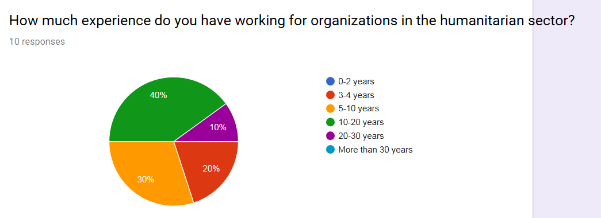 How much experience do you have working for organizations in the humanitarian sector?
10 responses
40%
10%
20%
30%
0-2 years
3-4 years
5-10 years
10-20 years
20-30 years
More than 30 years